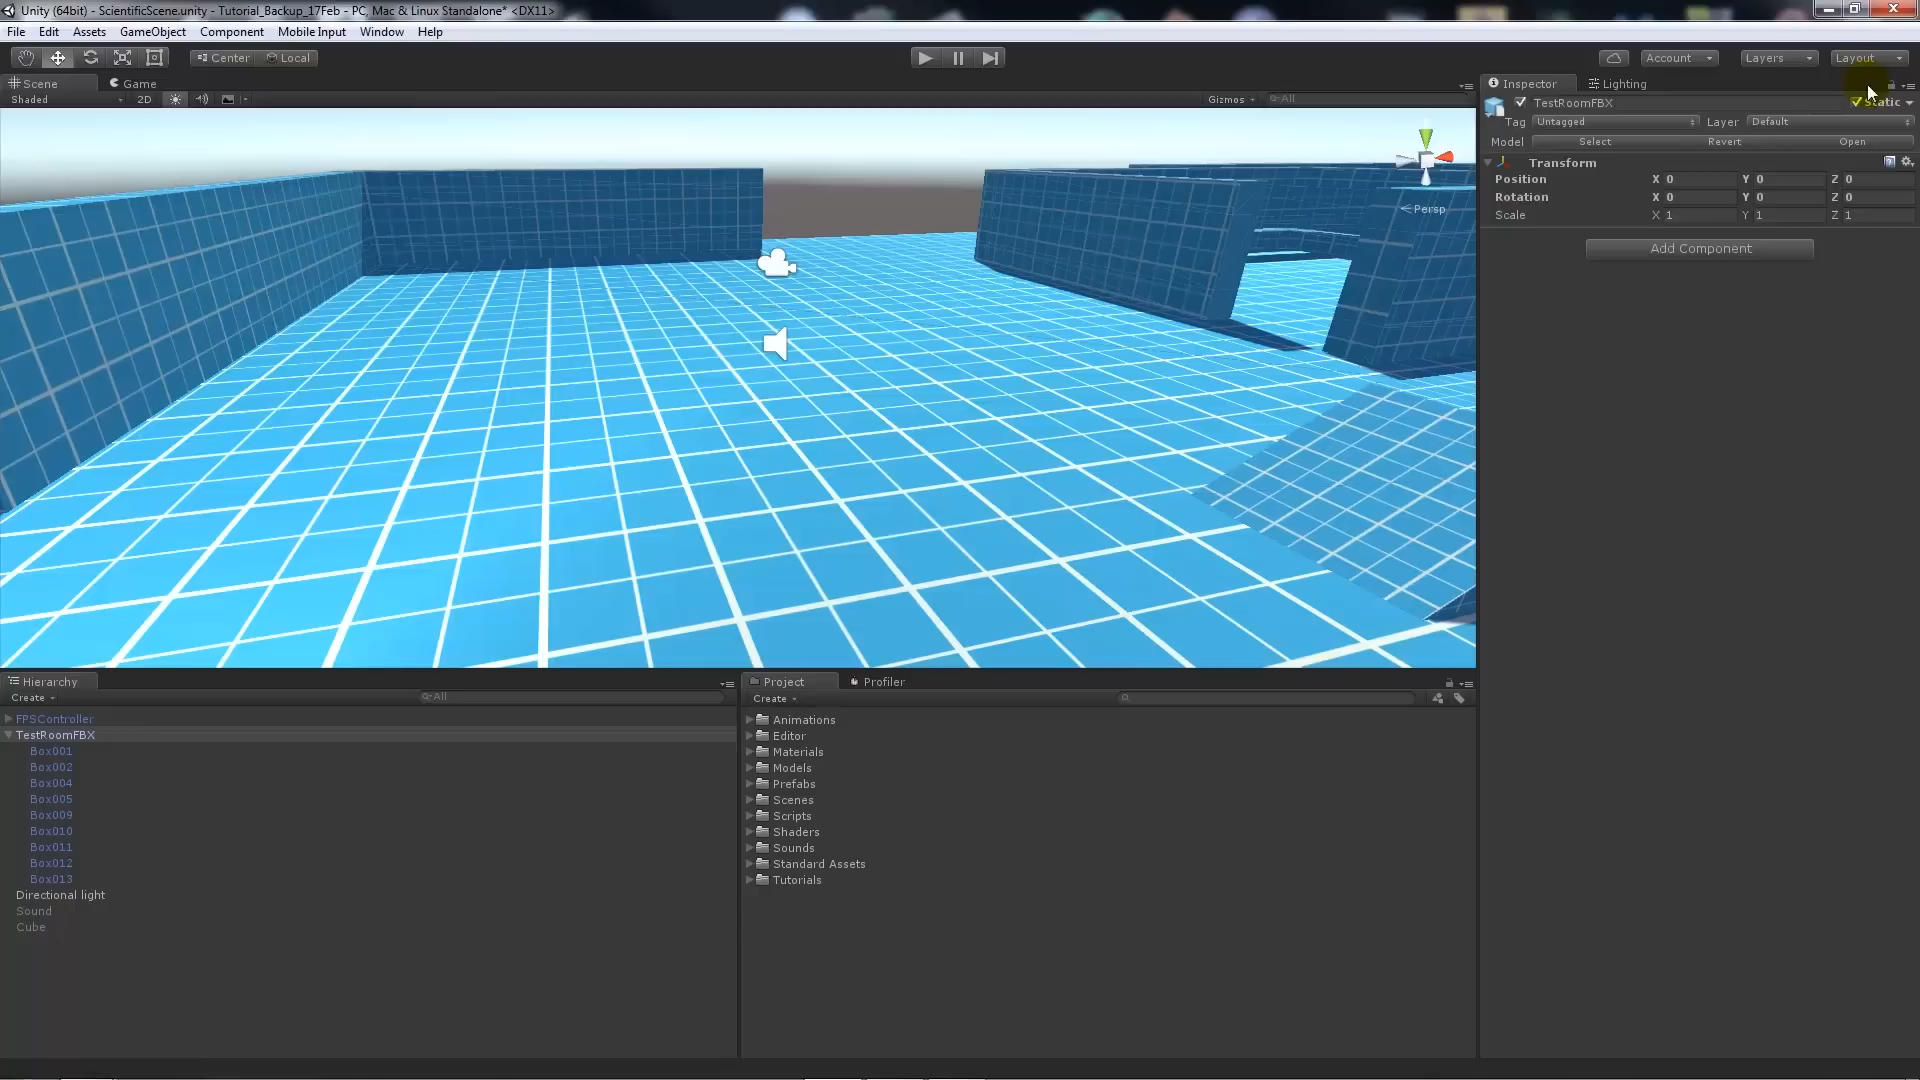 Unity (64bit) - ScientificScene.unity - Tutorial_Backup_17Feb - PC, Mac & Linux Standalone* <DX11>
File Edit Assets GameObject Component Mobile Input Window Help
Center Local Account Layers Layout
Scene Game Inspector Lighting
Shaded 2D Gizmos All
TestRoomFBX Static
Tag Untagged Layer Default
Model Select Revert Open
Transform
Position X 0 Y 0 Z 0
Rotation X 0 Y 0 Z 0
Scale X 1 Y 1 Z 1
Persp
Add Component
Hierarchy
Create All
FPSController
TestRoomFBX
Box001
Box002
Box004
Box005
Box009
Box010
Box011
Box012
Box013
Directional light
Sound
Cube
Project Profiler
Create
Animations
Editor
Materials
Models
Prefabs
Scenes
Scripts
Shaders
Sounds
Standard Assets
Tutorials